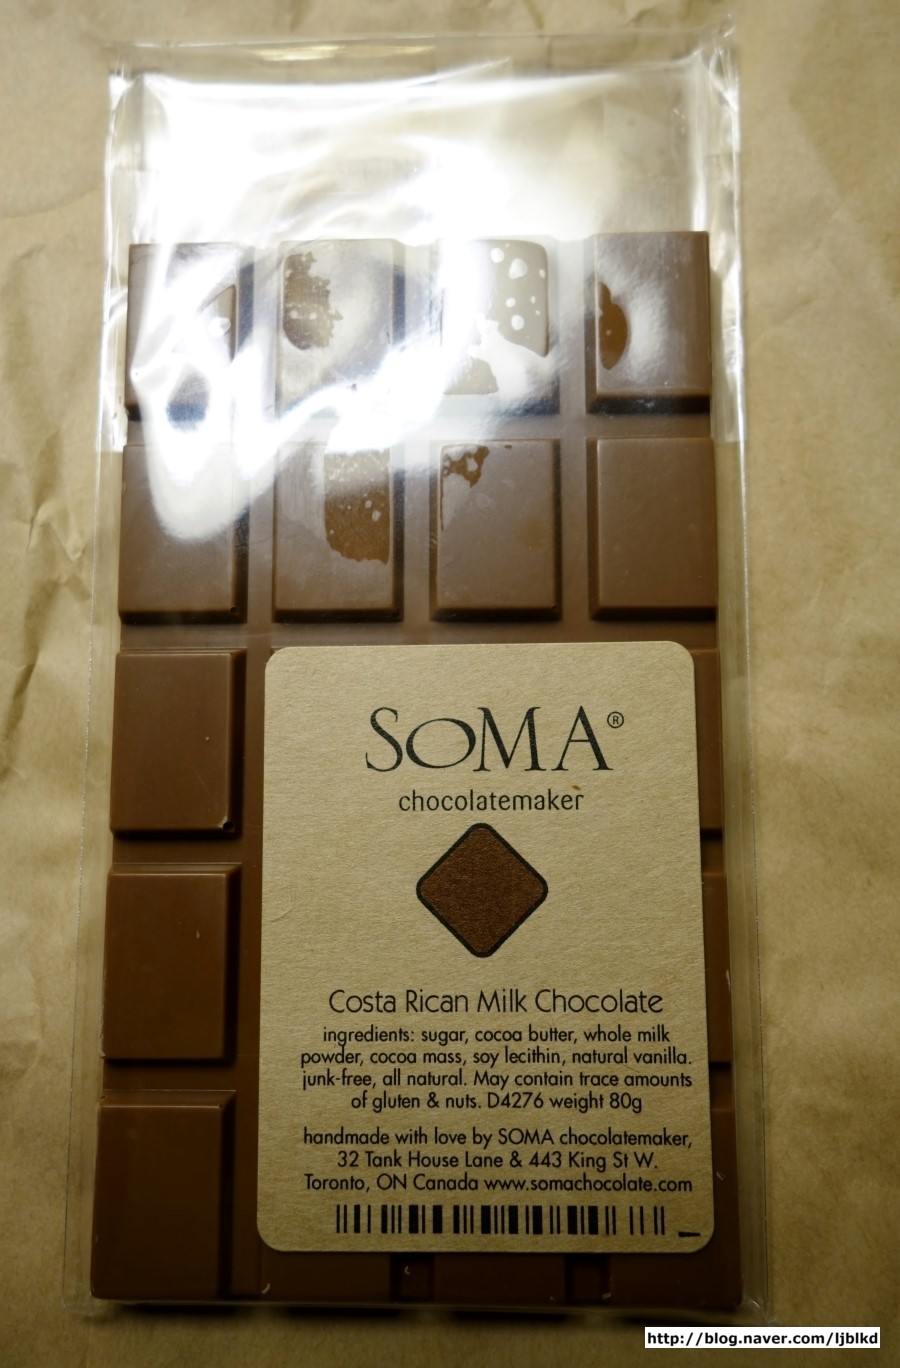 SOMA®
chocolatemaker
Costa Rican Milk Chocolate
ingredients: sugar, cocoa butter, whole milk
powder, cocoa mass, soy lecithin, natural vanilla.
junk-free, all natural. May contain trace amounts
of gluten & nuts. D4276 weight 80g
handmade with love by SOMA chocolatemaker,
32 Tank House Lane & 443 King St W.
Toronto, ON Canada www.somachocolate.com
http://blog.naver.com/ljblkd